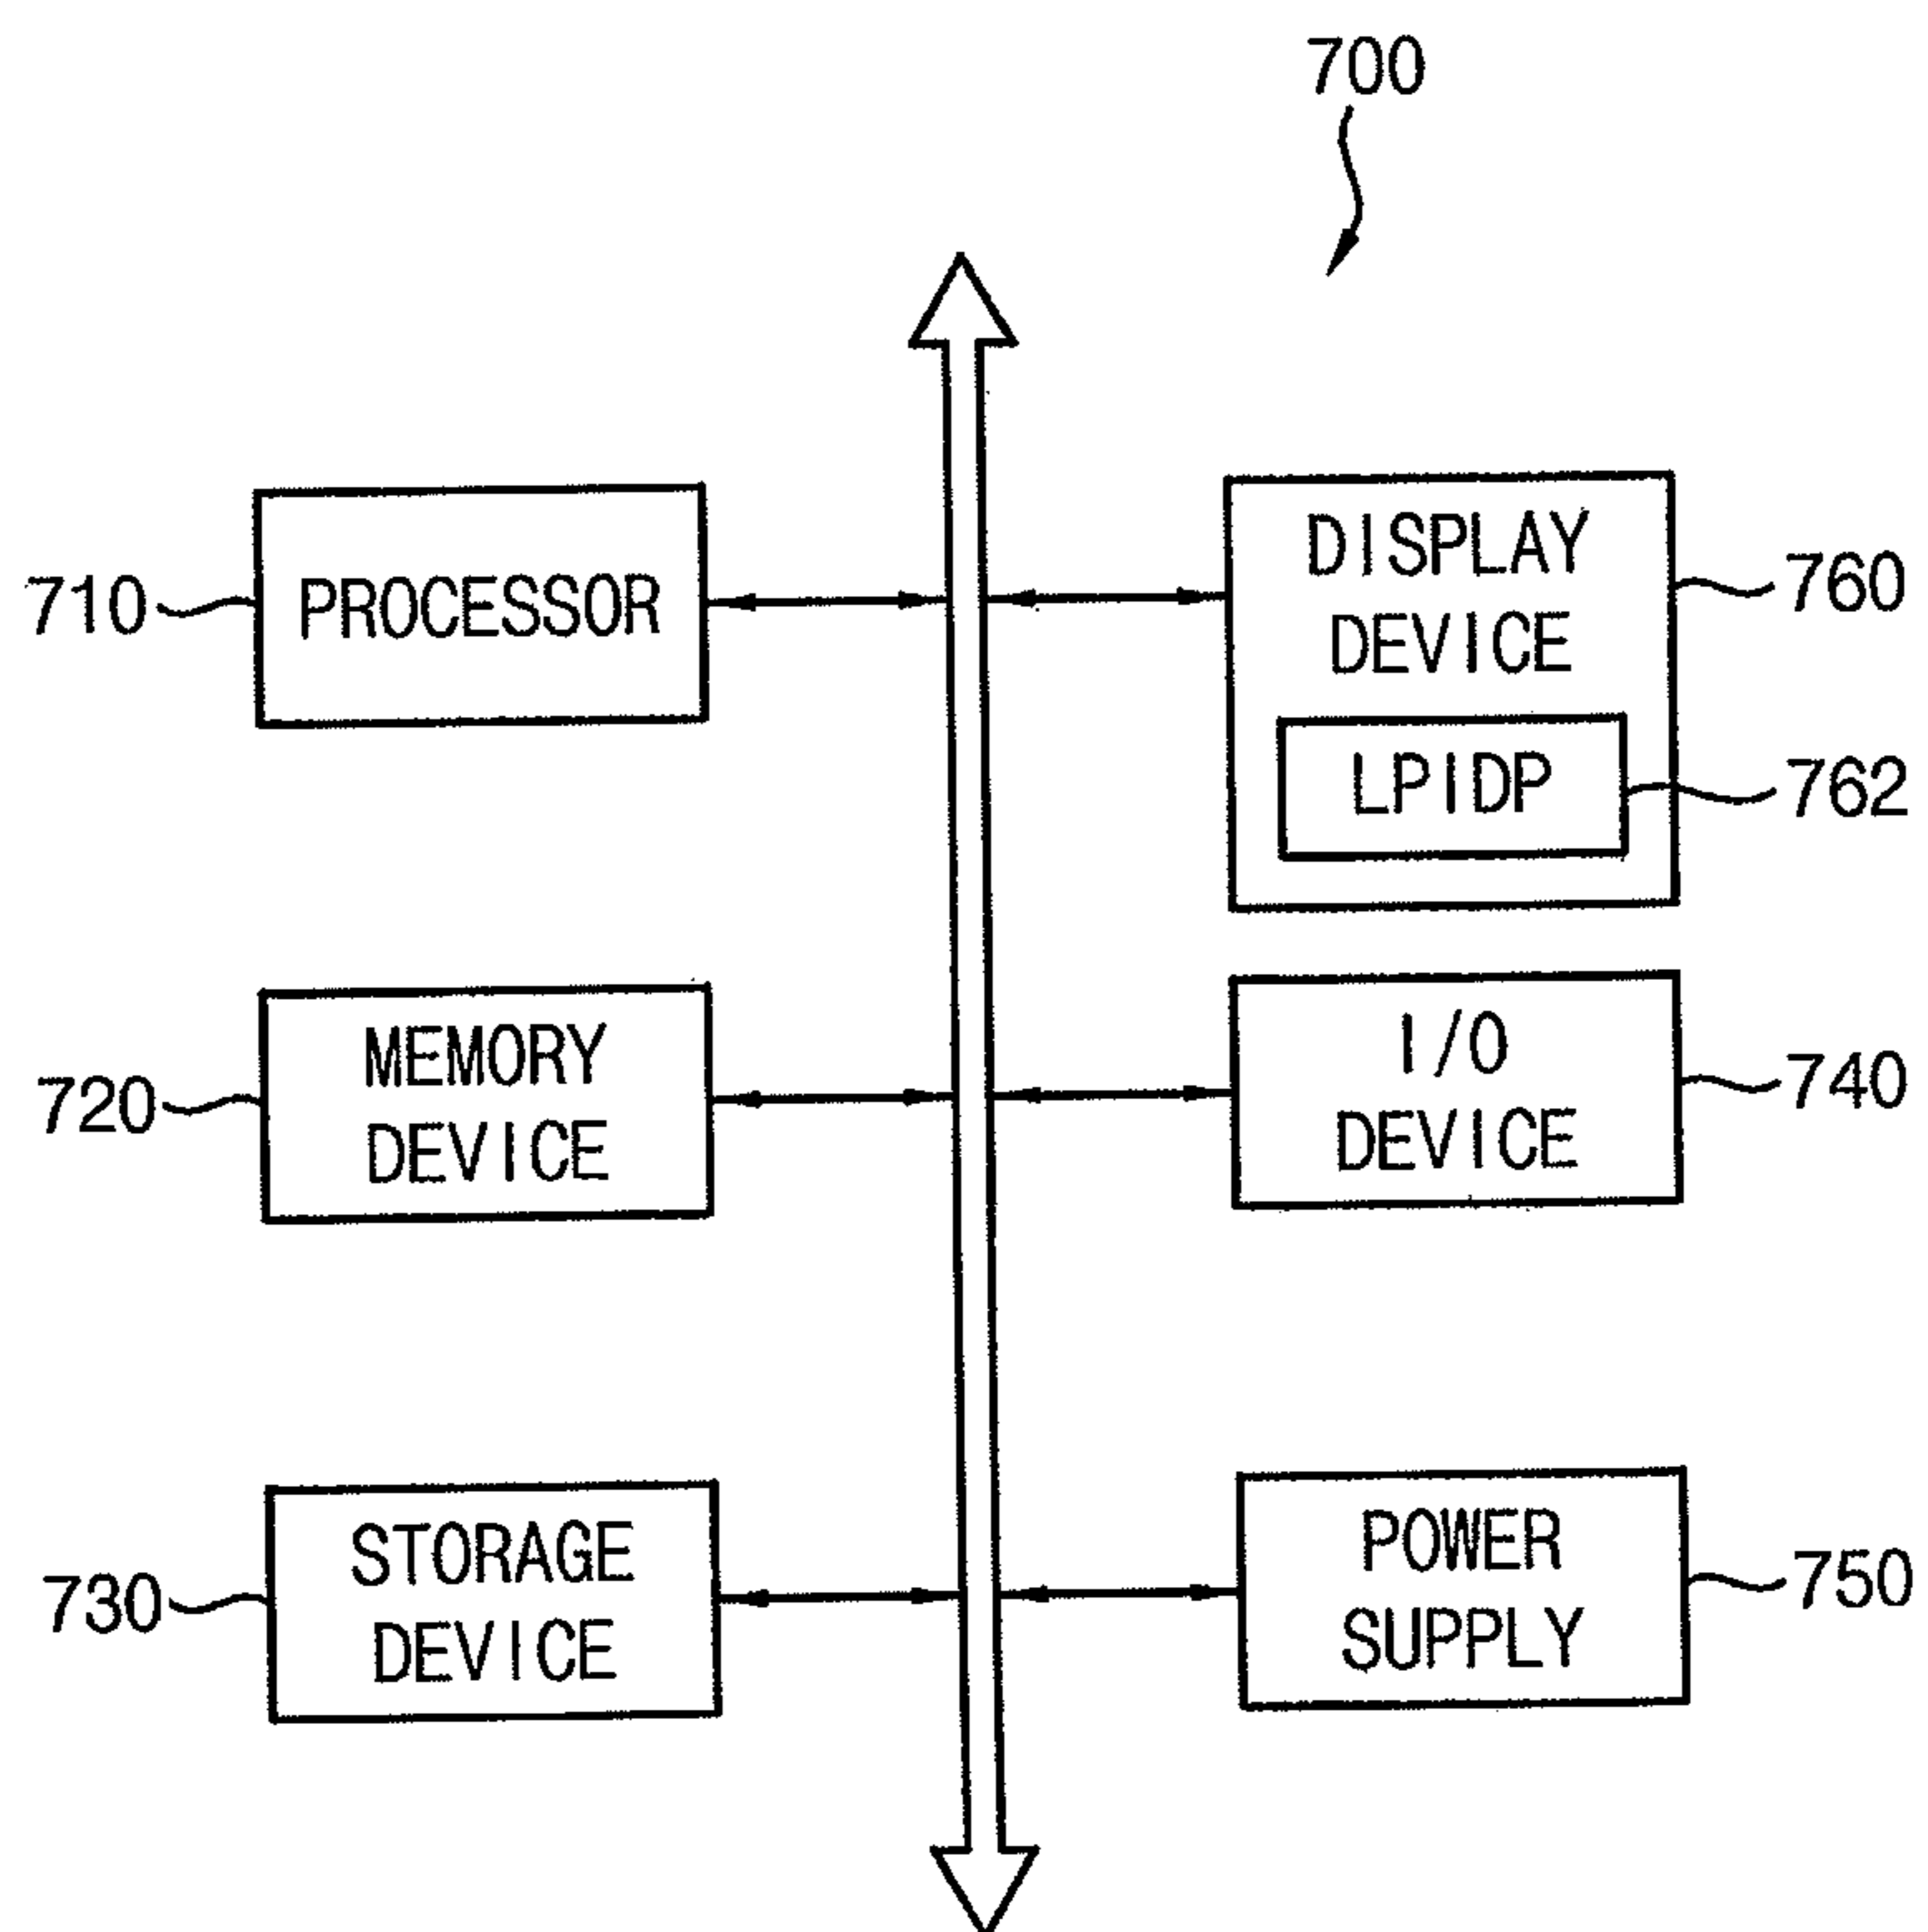 700
710
PROCESSOR
DISPLAY
DEVICE
760
LPIDP
762
720
MEMORY
DEVICE
I/O
DEVICE
740
730
STORAGE
DEVICE
POWER
SUPPLY
750